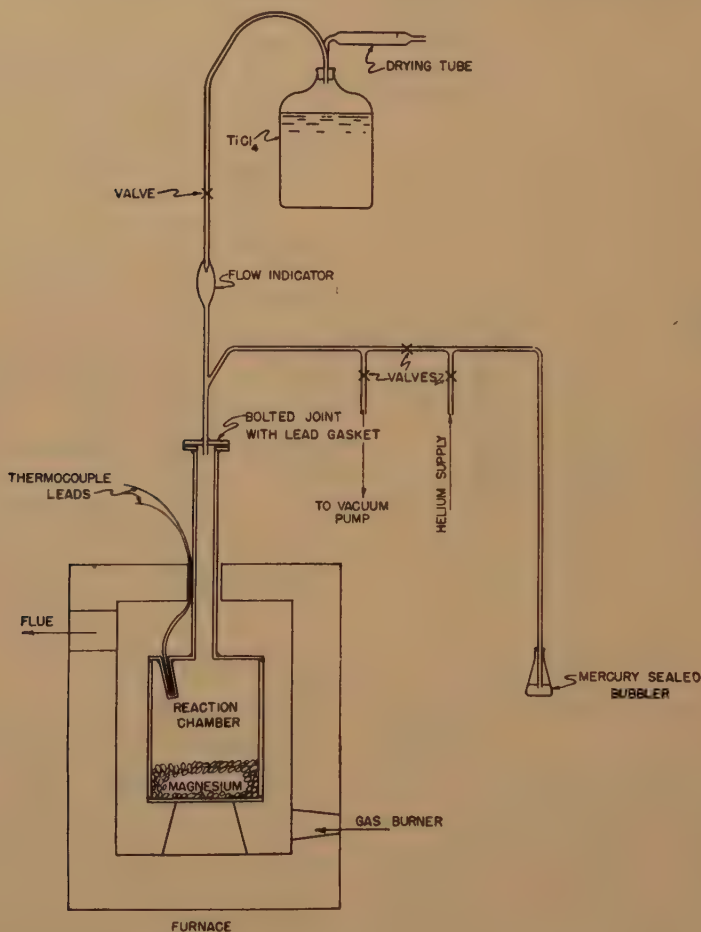 DRYING TUBE
TiCl4
VALVE
FLOW INDICATOR
VALVES
BOLTED JOINT
WITH LEAD GASKET
THERMOCOUPLE
LEADS
TO VACUUM
PUMP
HELIUM SUPPLY
FLUE
MERCURY SEALED
BUBBLER
REACTION
CHAMBER
MAGNESIUM
GAS BURNER
FURNACE